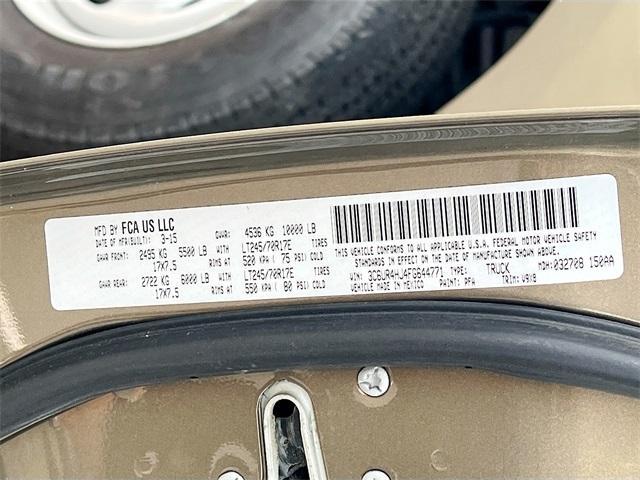 MFD BY FCA US LLC
DATE OF MFR(BUILT): 3-15 GVWR: 4536 KG 10000 LB
GAWR FRONT: 2495 KG 5500 LB WITH LT245/70R17E TIRES
17X7.5 RIMS AT 520 KPA ( 75 PSI) COLD
GAWR REAR: 2722 KG 6000 LB WITH LT245/70R17E TIRES
17X7.5 RIMS AT 550 KPA ( 80 PSI) COLD
THIS VEHICLE CONFORMS TO ALL APPLICABLE U.S.A. FEDERAL MOTOR VEHICLE SAFETY
STANDARDS IN EFFECT ON THE DATE OF MANUFACTURE SHOWN ABOVE.
VIN: 3C6UR4HJ4FG644771 TYPE: TRUCK MDH: 032708 150AA
VEHICLE MADE IN MEXICO PAINT: PFA TRIM: V9X8